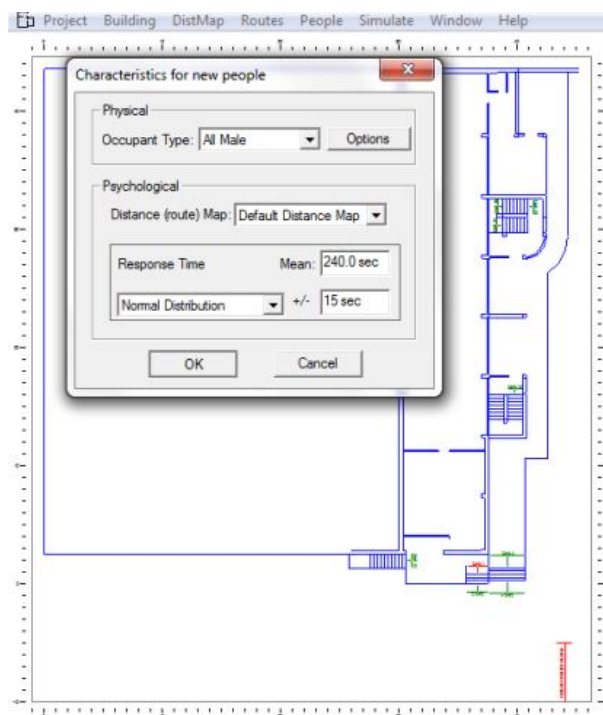 Project Building DistMap Routes People Simulate Window Help
Characteristics for new people
Physical
Occupant Type: All Male Options
Psychological
Distance (route) Map: Default Distance Map
Response Time Mean: 240.0 sec
Normal Distribution +/- 15 sec
OK Cancel